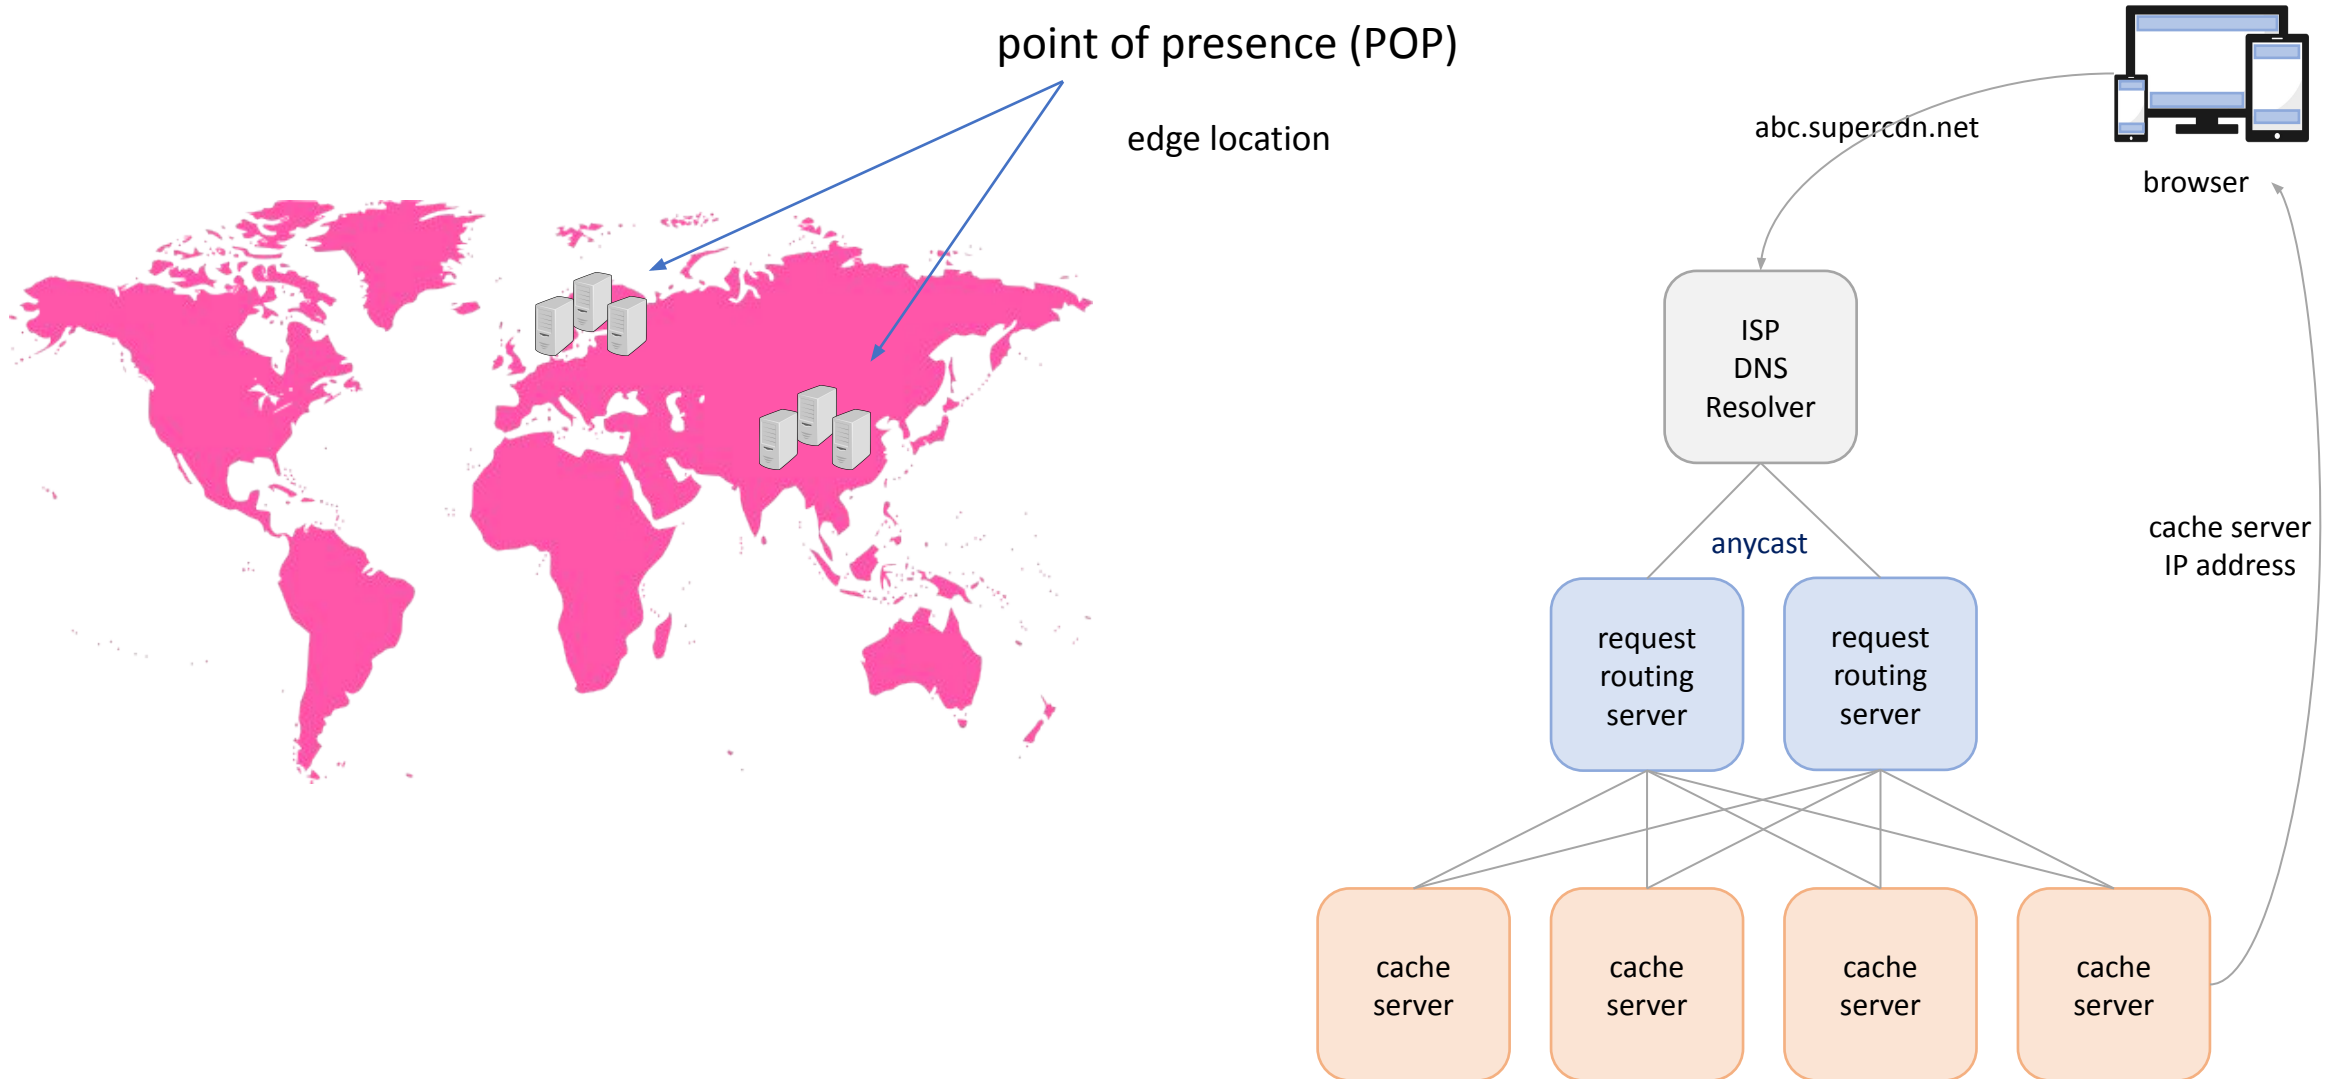 point of presence (POP)
edge location
abc.supercdn.net
browser
ISP
DNS
Resolver
anycast
cache server
IP address
request
routing
server
request
routing
server
cache
server
cache
server
cache
server
cache
server